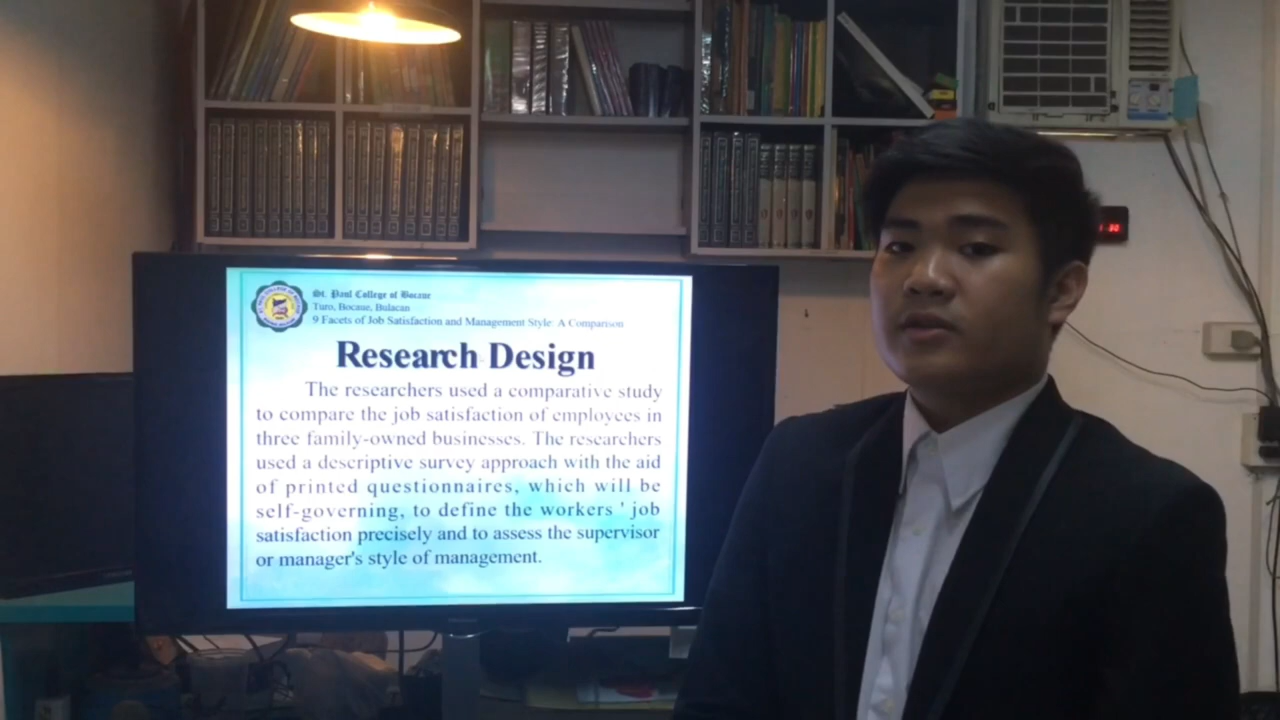 St. Paul College of Bocaue
Turo, Bocaue, Bulacan
9 Facets of Job Satisfaction and Management Style: A Comparison
Research Design
The researchers used a comparative study
to compare the job satisfaction of employees in
three family-owned businesses. The researchers
used a descriptive survey approach with the aid
of printed questionnaires, which will be
self-governing, to define the workers ' job
satisfaction precisely and to assess the supervisor
or manager's style of management.